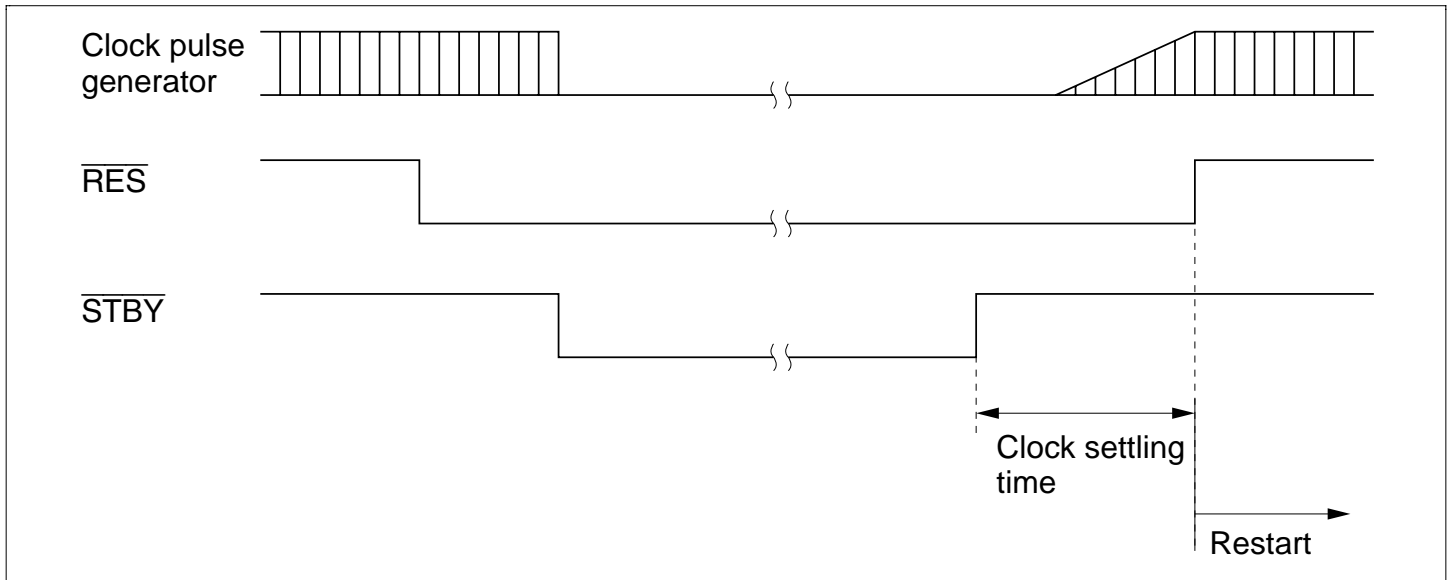 Clock pulse
generator
RES
STBY
Clock settling
time
Restart